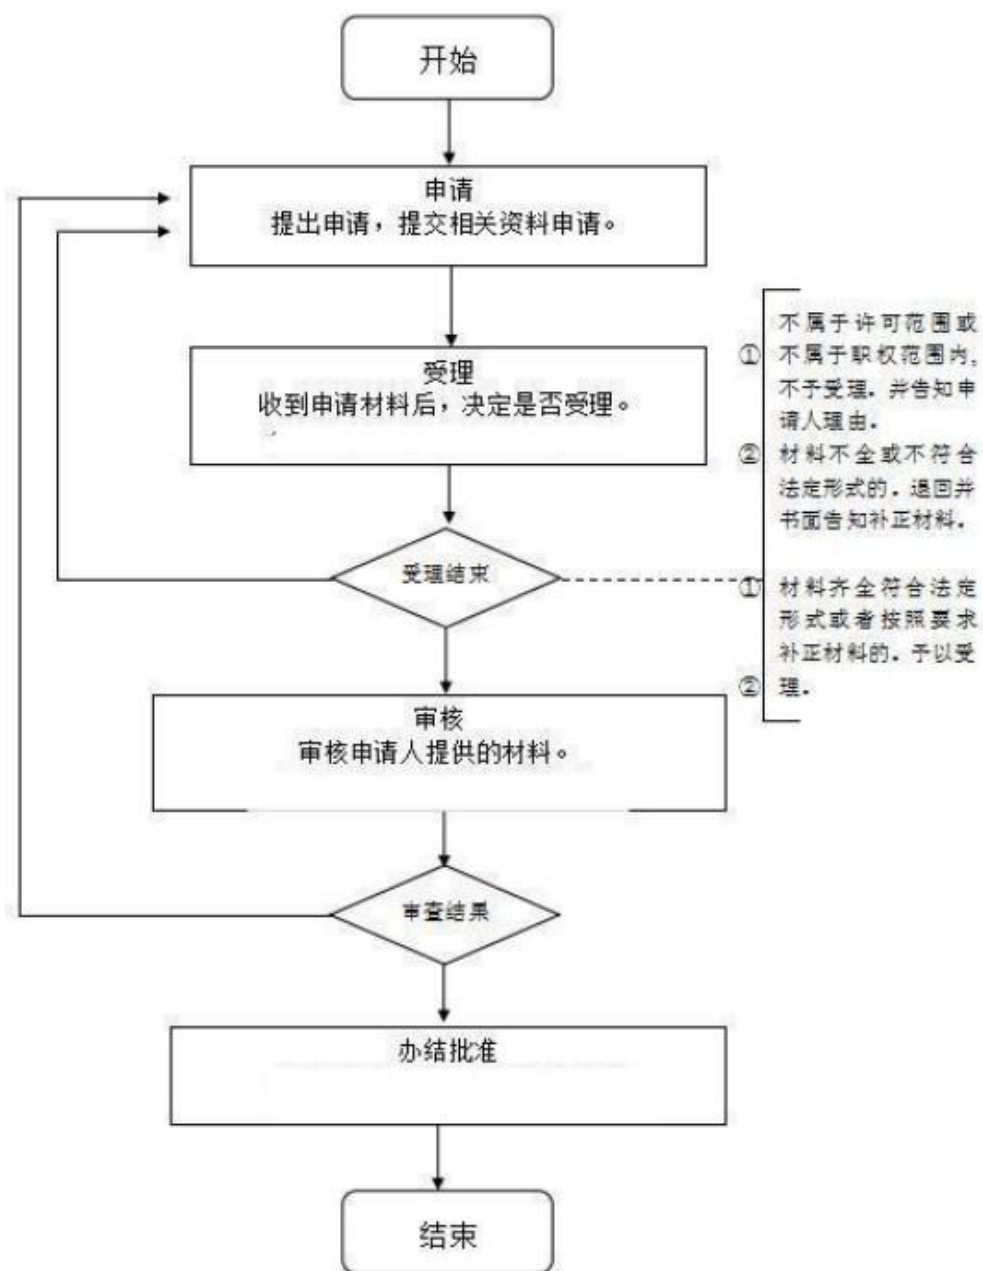 开始
申请
提出申请，提交相关资料申请。
受理
收到申请材料后，决定是否受理。
不属于许可范围或
① 不属于职权范围内,
不予受理. 并告知申
请人理由.
② 材料不全或不符合
法定形式的. 退回并
书面告知补正材料.
受理结束
① 材料齐全符合法定
形式或者按照要求
补正材料的. 予以受
② 理.
审核
审核申请人提供的材料。
审查结果
办结批准
结束